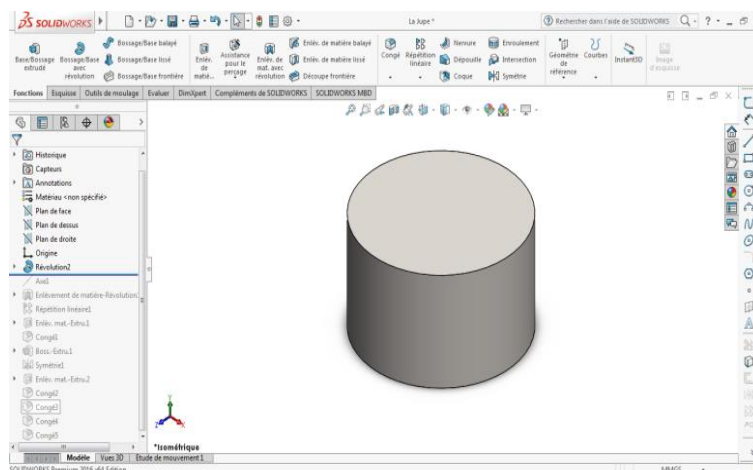 SOLIDWORKS
La Jupe *
Rechercher dans l'aide de SOLIDWORKS
Base/Bossage extrudé
Bossage/Base avec révolution
Bossage/Base balayé
Bossage/Base lissé
Bossage/Base frontière
Enlèv. de matiè...
Assistance pour le perçage
Enlèv. de mat. avec révolution
Enlèv. de matière balayé
Enlèv. de matière lissé
Découpe frontière
Congé
Répétition linéaire
Nervure
Dépouille
Coque
Enroulement
Intersection
Symétrie
Géométrie de référence
Courbes
Instant3D
Image d'esquisse
Fonctions Esquisse Outils de moulage Evaluer DimXpert Compléments de SOLIDWORKS SOLIDWORKS MBD
Historique
Capteurs
Annotations
Matériau <non spécifié>
Plan de face
Plan de dessus
Plan de droite
Origine
Révolution2
Axe1
Enlèvement de matière-Révolution
Répétition linéaire1
Enlèv. mat.-Extru.1
Congé1
Boss.-Extru.1
Symétrie1
Enlèv. mat.-Extru.2
Congé2
Congé3
Congé4
Congé5
*Isométrique
Modèle Vues 3D Etude de mouvement 1
SOLIDWORKS Premium 2016 x64 Edition
MMGS